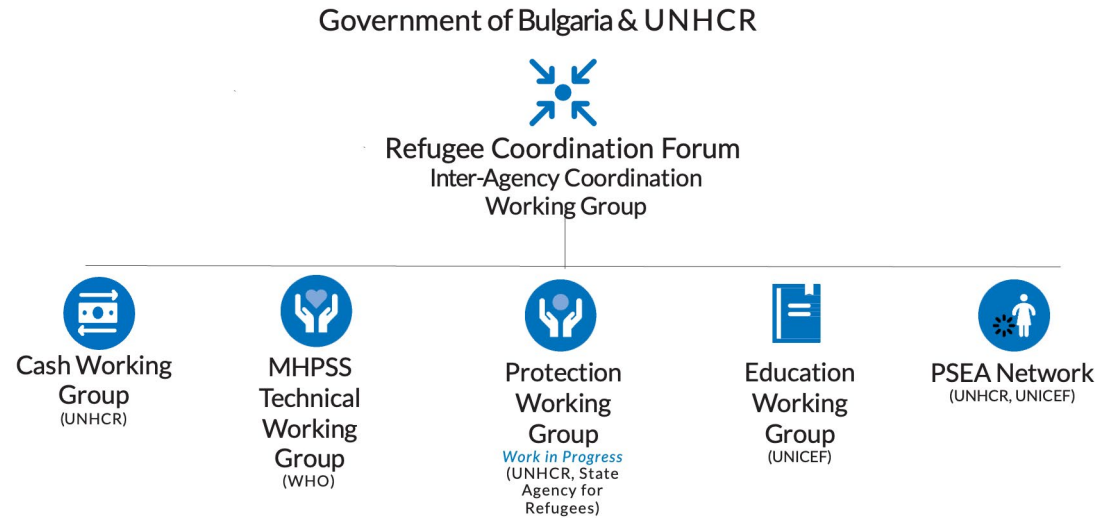 Government of Bulgaria & UNHCR
Refugee Coordination Forum
Inter-Agency Coordination
Working Group
Cash Working
Group
(UNHCR)
MHPSS
Technical
Working
Group
(WHO)
Protection
Working
Group
Work in Progress
(UNHCR, State
Agency for
Refugees)
Education
Working
Group
(UNICEF)
PSEA Network
(UNHCR, UNICEF)